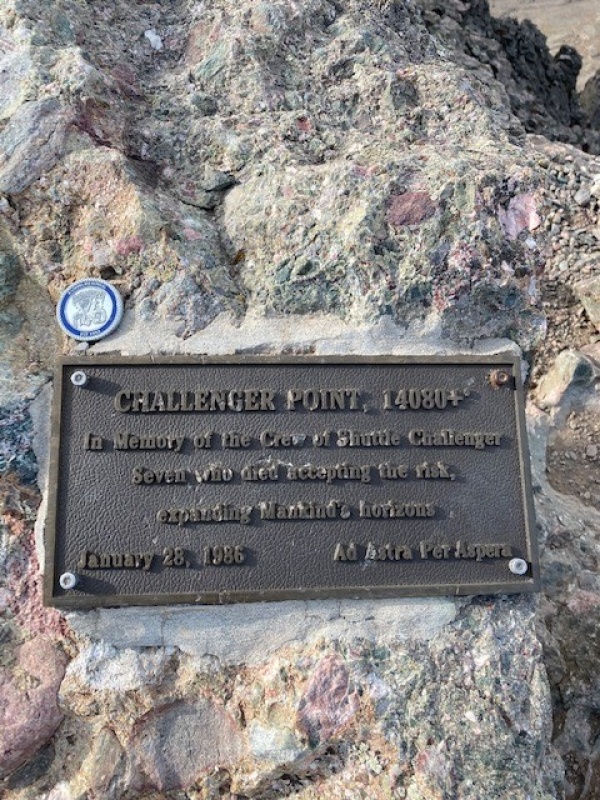 CHALLENGER POINT, 14080+'
In Memory of the Crew of Shuttle Challenger
Seven who died accepting the risk,
expanding Mankind's horizons
January 28, 1986 Ad Astra Per Aspera